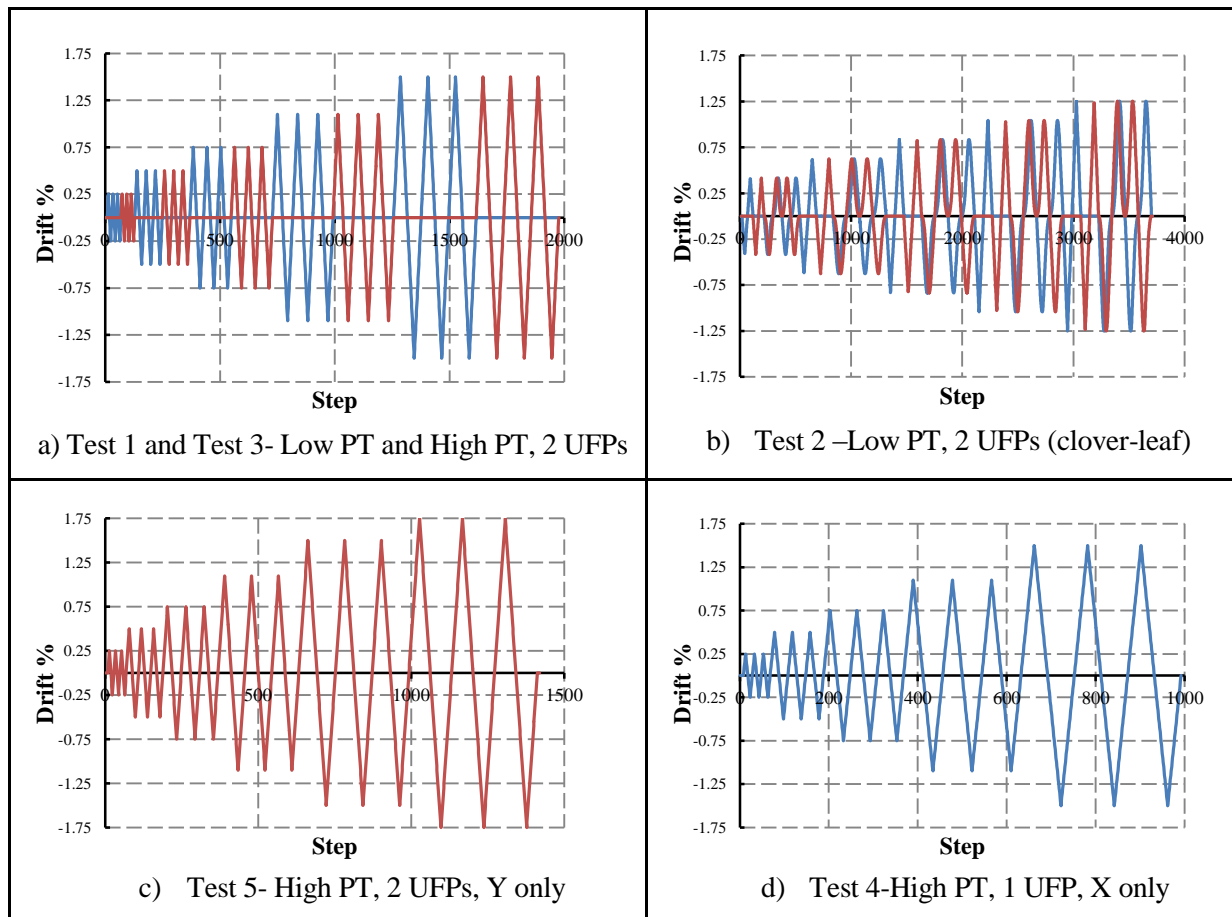 1.75
1.25
0.75
0.25
-0.25
-0.75
-1.25
-1.75
0 500 1000 1500 2000
Drift %
Step
a) Test 1 and Test 3- Low PT and High PT, 2 UFPs
1.75
1.25
0.75
0.25
-0.25
-0.75
-1.25
-1.75
0 1000 2000 3000 4000
Drift %
Step
b) Test 2 –Low PT, 2 UFPs (clover-leaf)
1.75
1.25
0.75
0.25
-0.25
-0.75
-1.25
-1.75
0 500 1000 1500
Drift %
Step
c) Test 5- High PT, 2 UFPs, Y only
1.75
1.25
0.75
0.25
-0.25
-0.75
-1.25
-1.75
0 200 400 600 800 1000
Drift %
Step
d) Test 4-High PT, 1 UFP, X only